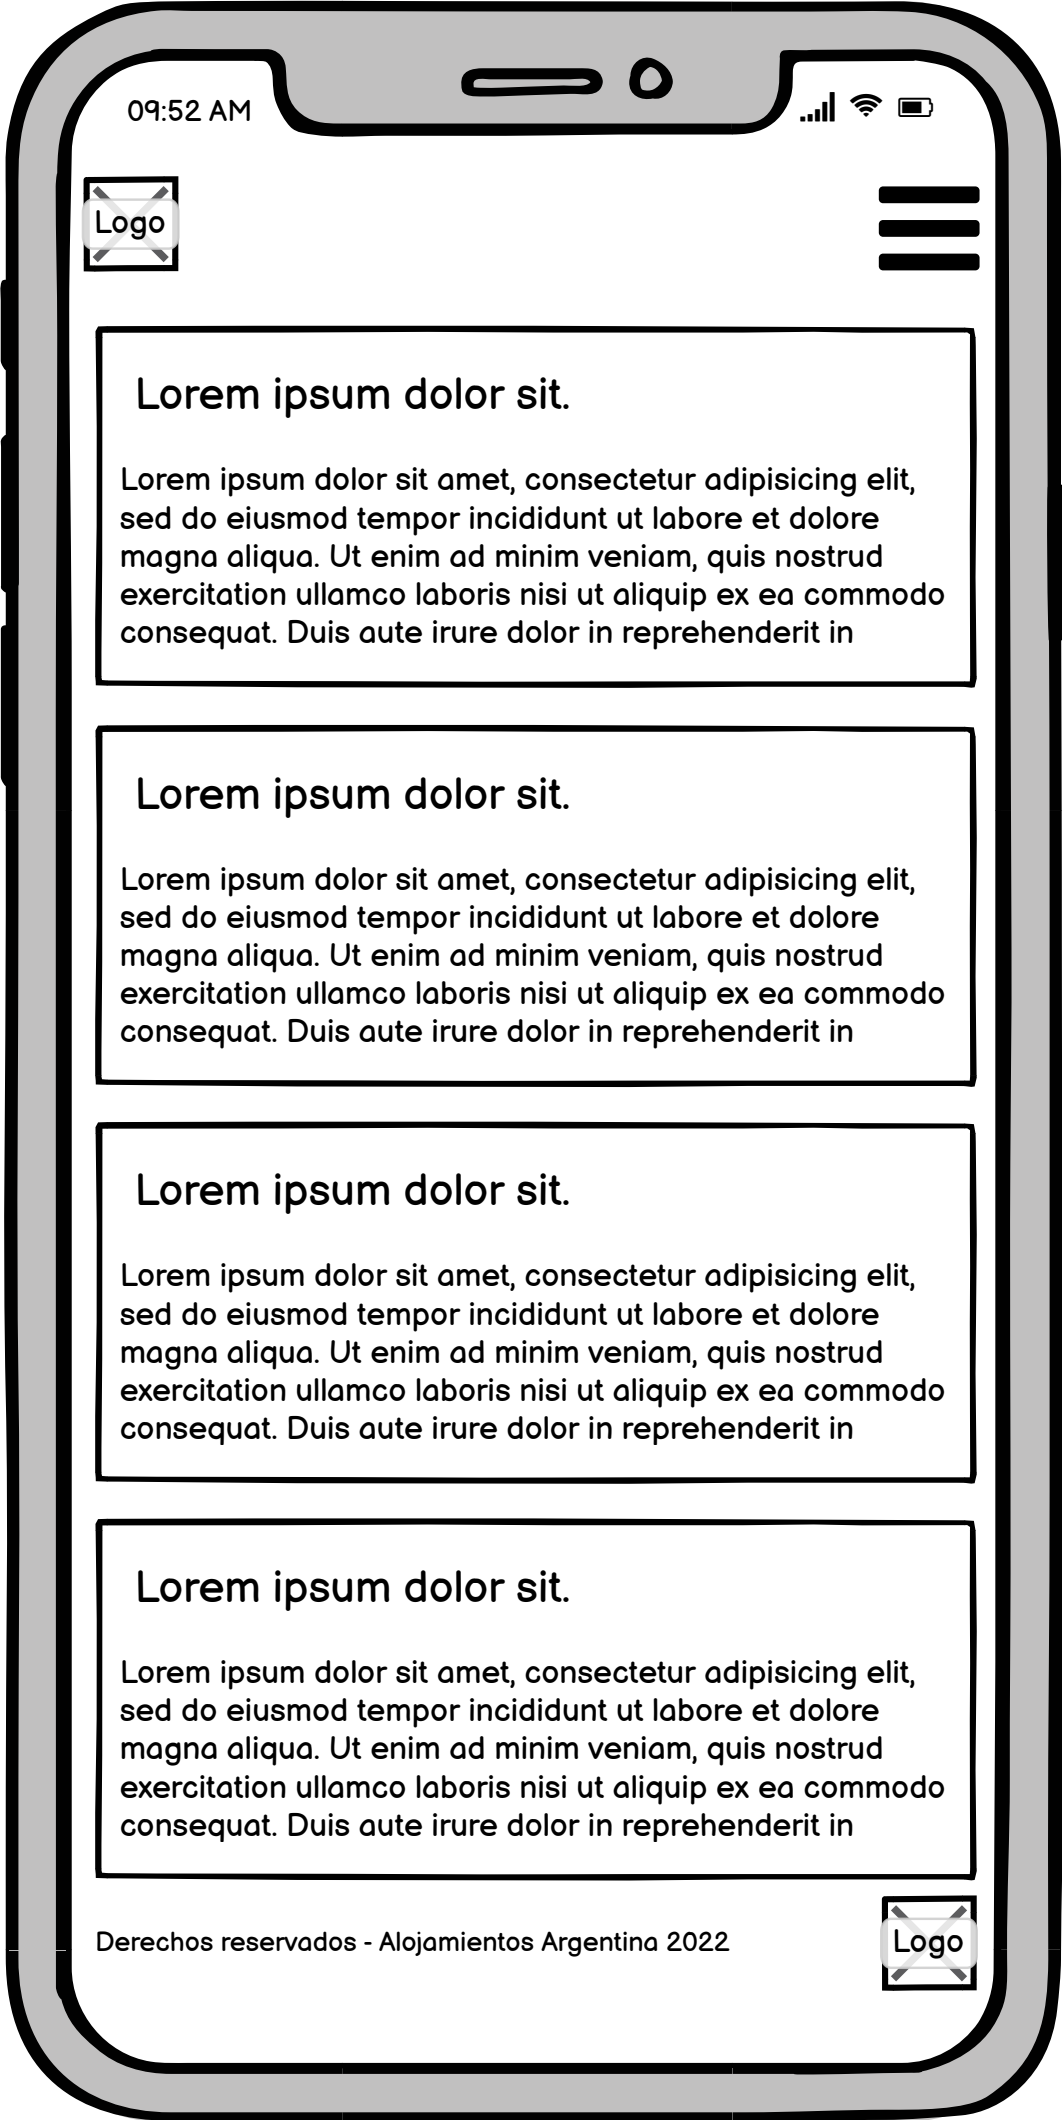 09:52 AM
Logo
Lorem ipsum dolor sit.
Lorem ipsum dolor sit amet, consectetur adipisicing elit,
sed do eiusmod tempor incididunt ut labore et dolore
magna aliqua. Ut enim ad minim veniam, quis nostrud
exercitation ullamco laboris nisi ut aliquip ex ea commodo
consequat. Duis aute irure dolor in reprehenderit in
Lorem ipsum dolor sit.
Lorem ipsum dolor sit amet, consectetur adipisicing elit,
sed do eiusmod tempor incididunt ut labore et dolore
magna aliqua. Ut enim ad minim veniam, quis nostrud
exercitation ullamco laboris nisi ut aliquip ex ea commodo
consequat. Duis aute irure dolor in reprehenderit in
Lorem ipsum dolor sit.
Lorem ipsum dolor sit amet, consectetur adipisicing elit,
sed do eiusmod tempor incididunt ut labore et dolore
magna aliqua. Ut enim ad minim veniam, quis nostrud
exercitation ullamco laboris nisi ut aliquip ex ea commodo
consequat. Duis aute irure dolor in reprehenderit in
Lorem ipsum dolor sit.
Lorem ipsum dolor sit amet, consectetur adipisicing elit,
sed do eiusmod tempor incididunt ut labore et dolore
magna aliqua. Ut enim ad minim veniam, quis nostrud
exercitation ullamco laboris nisi ut aliquip ex ea commodo
consequat. Duis aute irure dolor in reprehenderit in
Derechos reservados - Alojamientos Argentina 2022
Logo